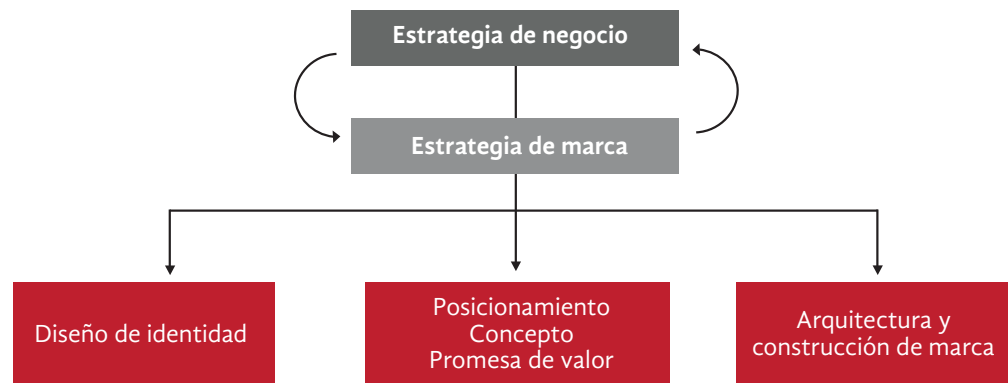 Estrategia de negocio
Estrategia de marca
Diseño de identidad
Posicionamiento
Concepto
Promesa de valor
Arquitectura y
construcción de marca